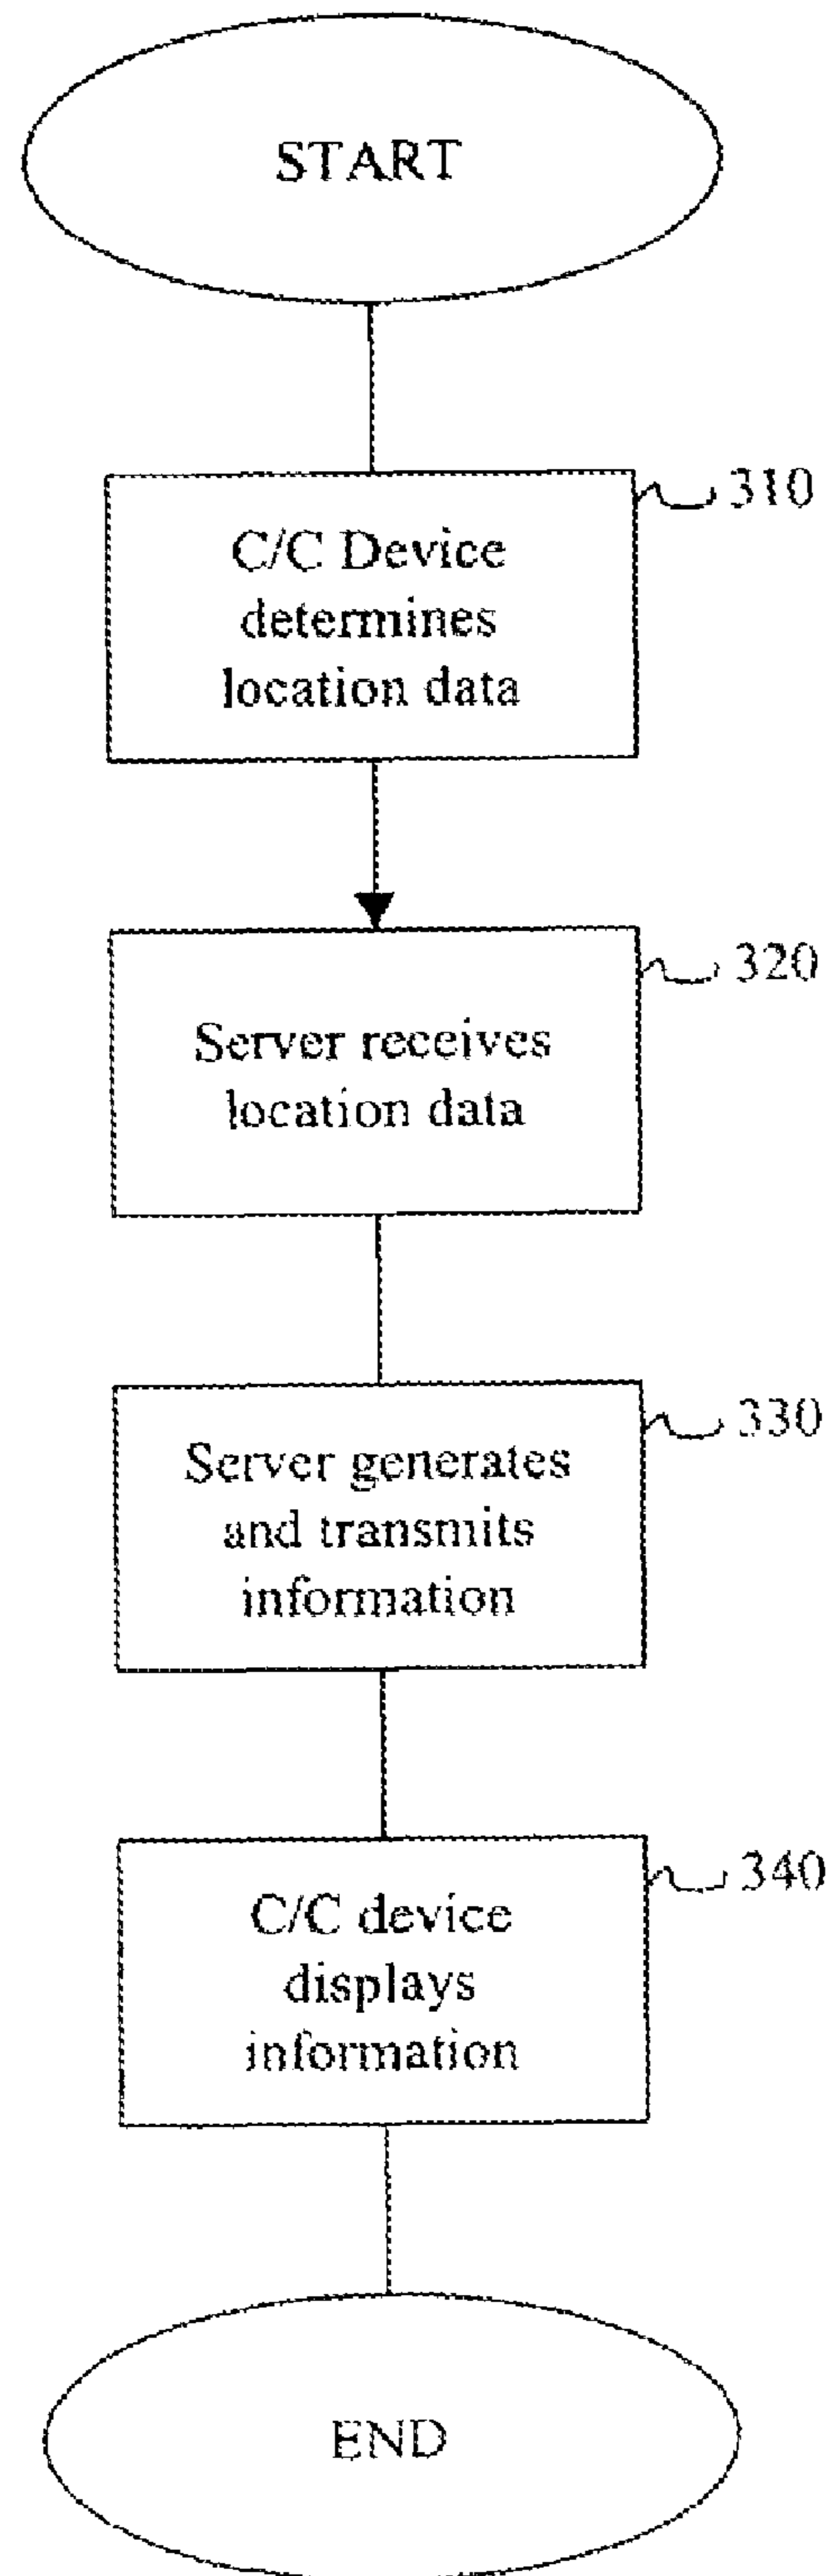 START
310
C/C Device
determines
location data
320
Server receives
location data
330
Server generates
and transmits
information
340
C/C device
displays
information
END